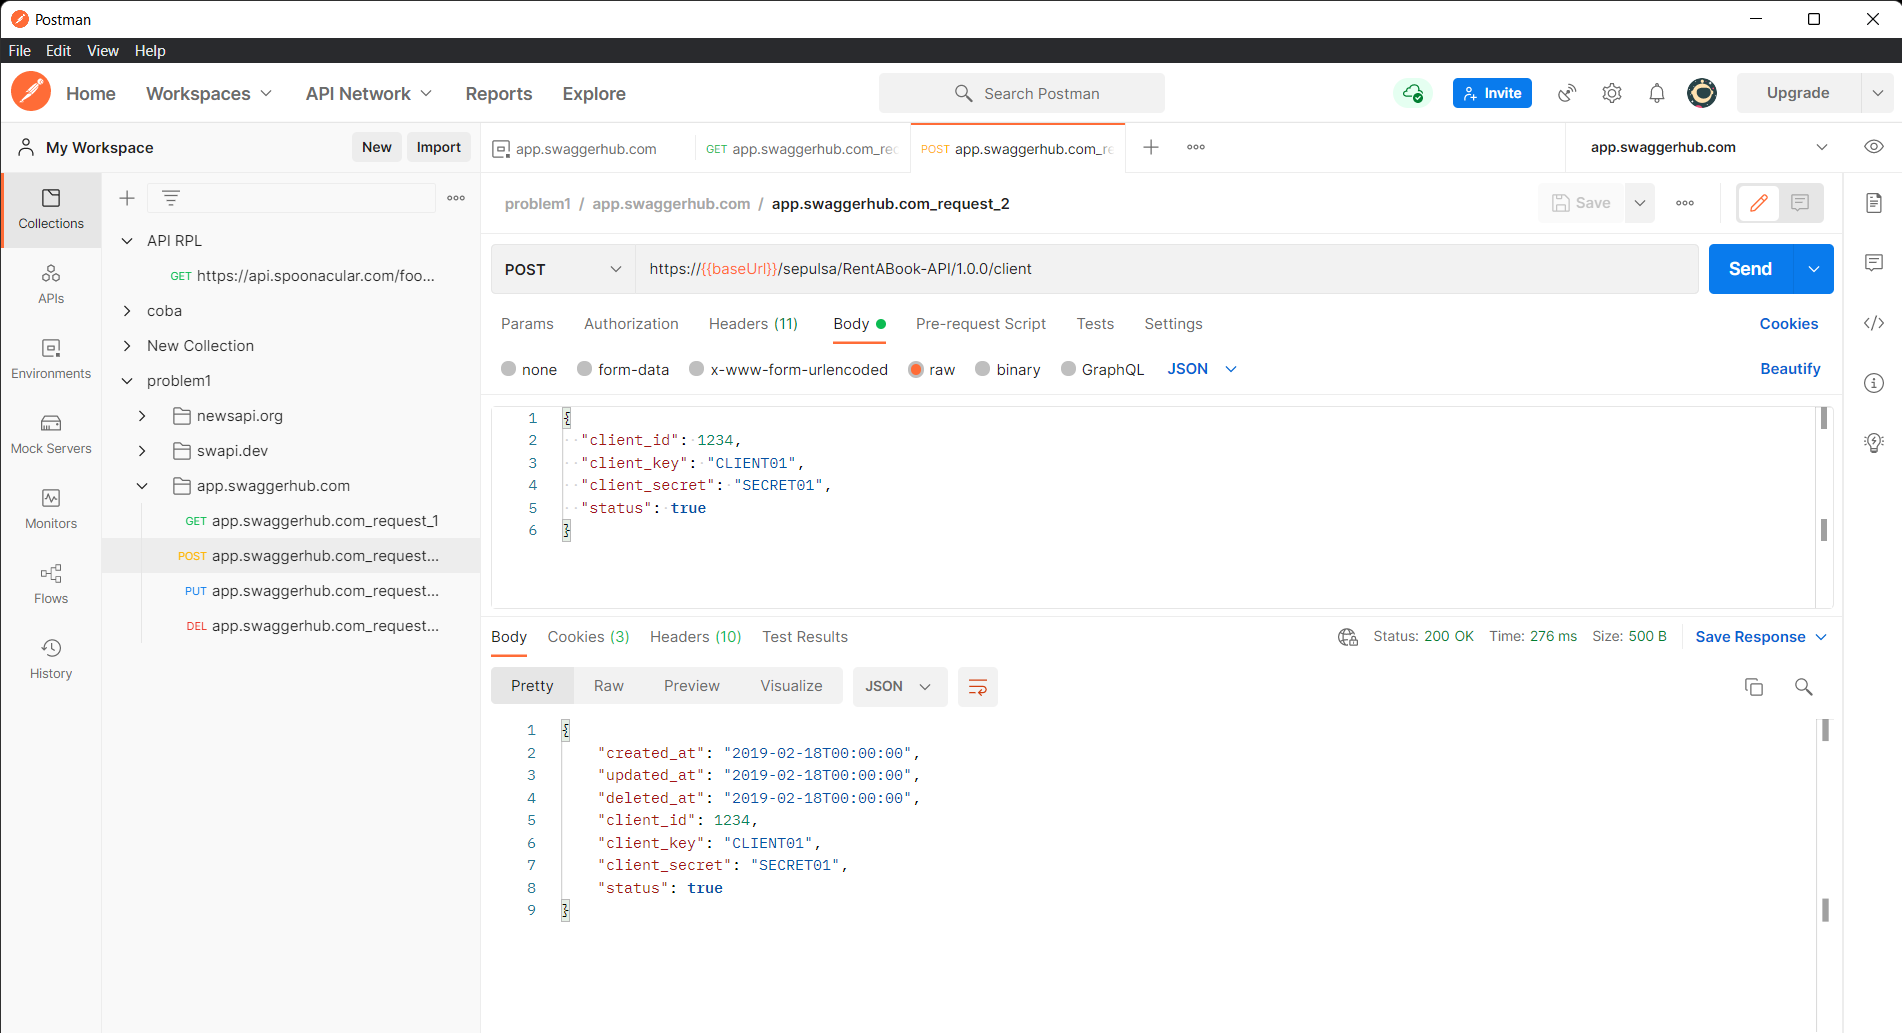 Postman
File Edit View Help
Home Workspaces API Network Reports Explore Search Postman Invite Upgrade
My Workspace New Import
app.swaggerhub.com GET app.swaggerhub.com_rec POST app.swaggerhub.com_re app.swaggerhub.com
Collections
APIs
Environments
Mock Servers
Monitors
Flows
History
API RPL
GET https://api.spoonacular.com/foo...
coba
New Collection
problem1
newsapi.org
swapi.dev
app.swaggerhub.com
GET app.swaggerhub.com_request_1
POST app.swaggerhub.com_request...
PUT app.swaggerhub.com_request...
DEL app.swaggerhub.com_request...
problem1 / app.swaggerhub.com / app.swaggerhub.com_request_2 Save
POST https://{{baseUrl}}/sepulsa/RentABook-API/1.0.0/client Send
Params Authorization Headers (11) Body Pre-request Script Tests Settings Cookies
none form-data x-www-form-urlencoded raw binary GraphQL JSON Beautify
1 {
2 "client_id": 1234,
3 "client_key": "CLIENT01",
4 "client_secret": "SECRET01",
5 "status": true
6 }
Body Cookies (3) Headers (10) Test Results Status: 200 OK Time: 276 ms Size: 500 B Save Response
Pretty Raw Preview Visualize JSON
1 {
2 "created_at": "2019-02-18T00:00:00",
3 "updated_at": "2019-02-18T00:00:00",
4 "deleted_at": "2019-02-18T00:00:00",
5 "client_id": 1234,
6 "client_key": "CLIENT01",
7 "client_secret": "SECRET01",
8 "status": true
9 }